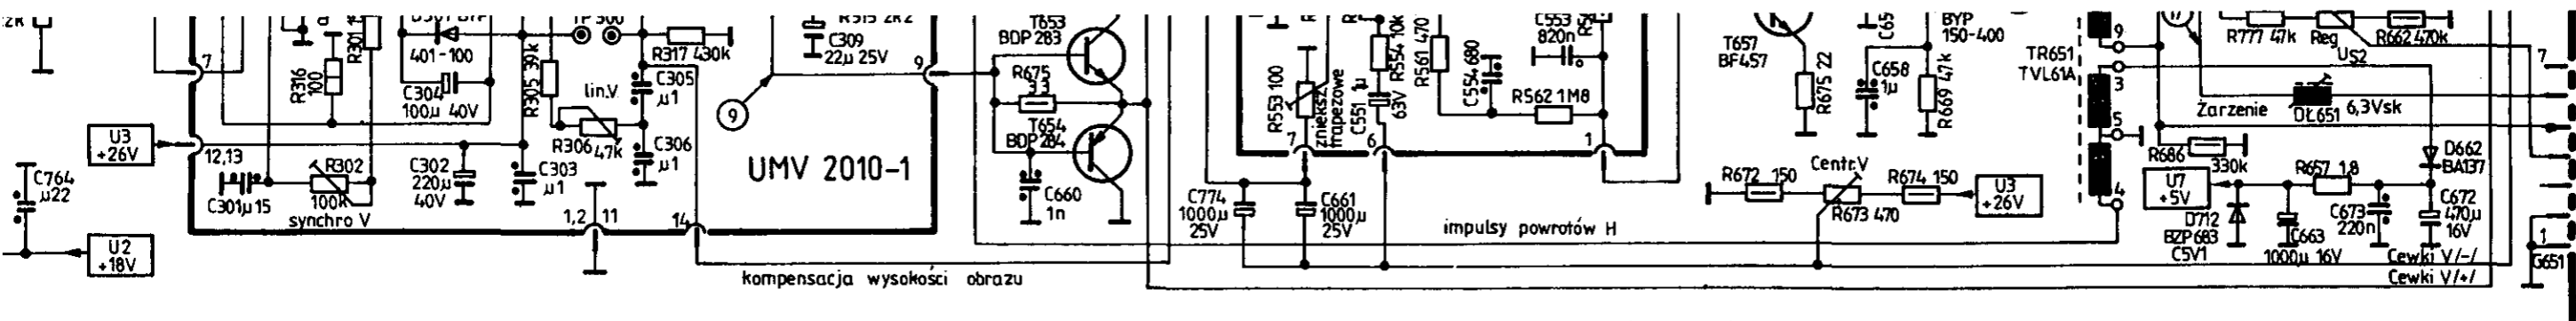 7
R316
100
401-100
C304
100µ 40V
R305 39k
lin.V
R306
47k
R317 430k
C305
µ1
C306
µ1
C309
22µ 25V
9
9
UMV 2010-1
U3
+26V
12,13
C764
µ22
U2
+18V
C301µ15
R302
100k
synchro V
C302
220µ
40V
C303
µ1
1,2
11
14
kompensacja wysokości obrazu
T653
BDP 283
R675
3,3
T654
BDP 284
C660
1n
R553 100
zniekszt
trapezowe
C551 1µ
63V
R554 10k
R561 470
C554 680
C553
820n
R562 1M8
7
6
1
C774
1000µ
25V
C661
1000µ
25V
impulsy powrotów H
T657
BF457
R675 22
C658
1µ
BYP
150-400
R669 47k
R672 150
Centr.V
R673 470
R674 150
U3
+26V
TR651
TVL61A
9
3
5
4
R777 47k
Reg
US2
R662 470k
Żarzenie
DŁ651
6,3Vsk
R686
330k
U7
+5V
D712
BZP 683
C5V1
R657 1,8
C663
1000µ 16V
C673
220n
D662
BA137
C672
470µ
16V
Cewki V/-/
Cewki V/+/
7
1
G651